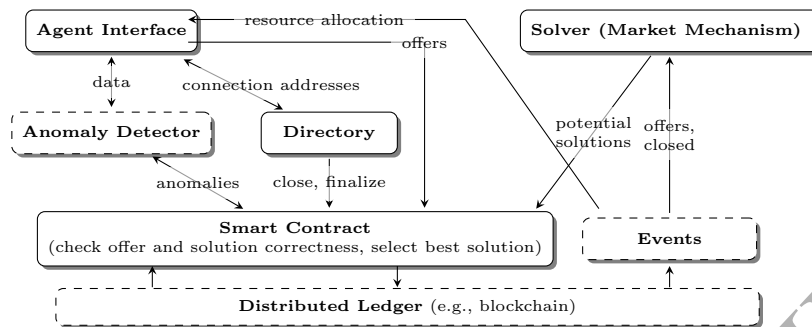 resource allocation
Agent Interface
Solver (Market Mechanism)
offers
data
connection addresses
Anomaly Detector
Directory
potential
solutions
offers,
closed
anomalies
close, finalize
Smart Contract
(check offer and solution correctness, select best solution)
Events
Distributed Ledger (e.g., blockchain)